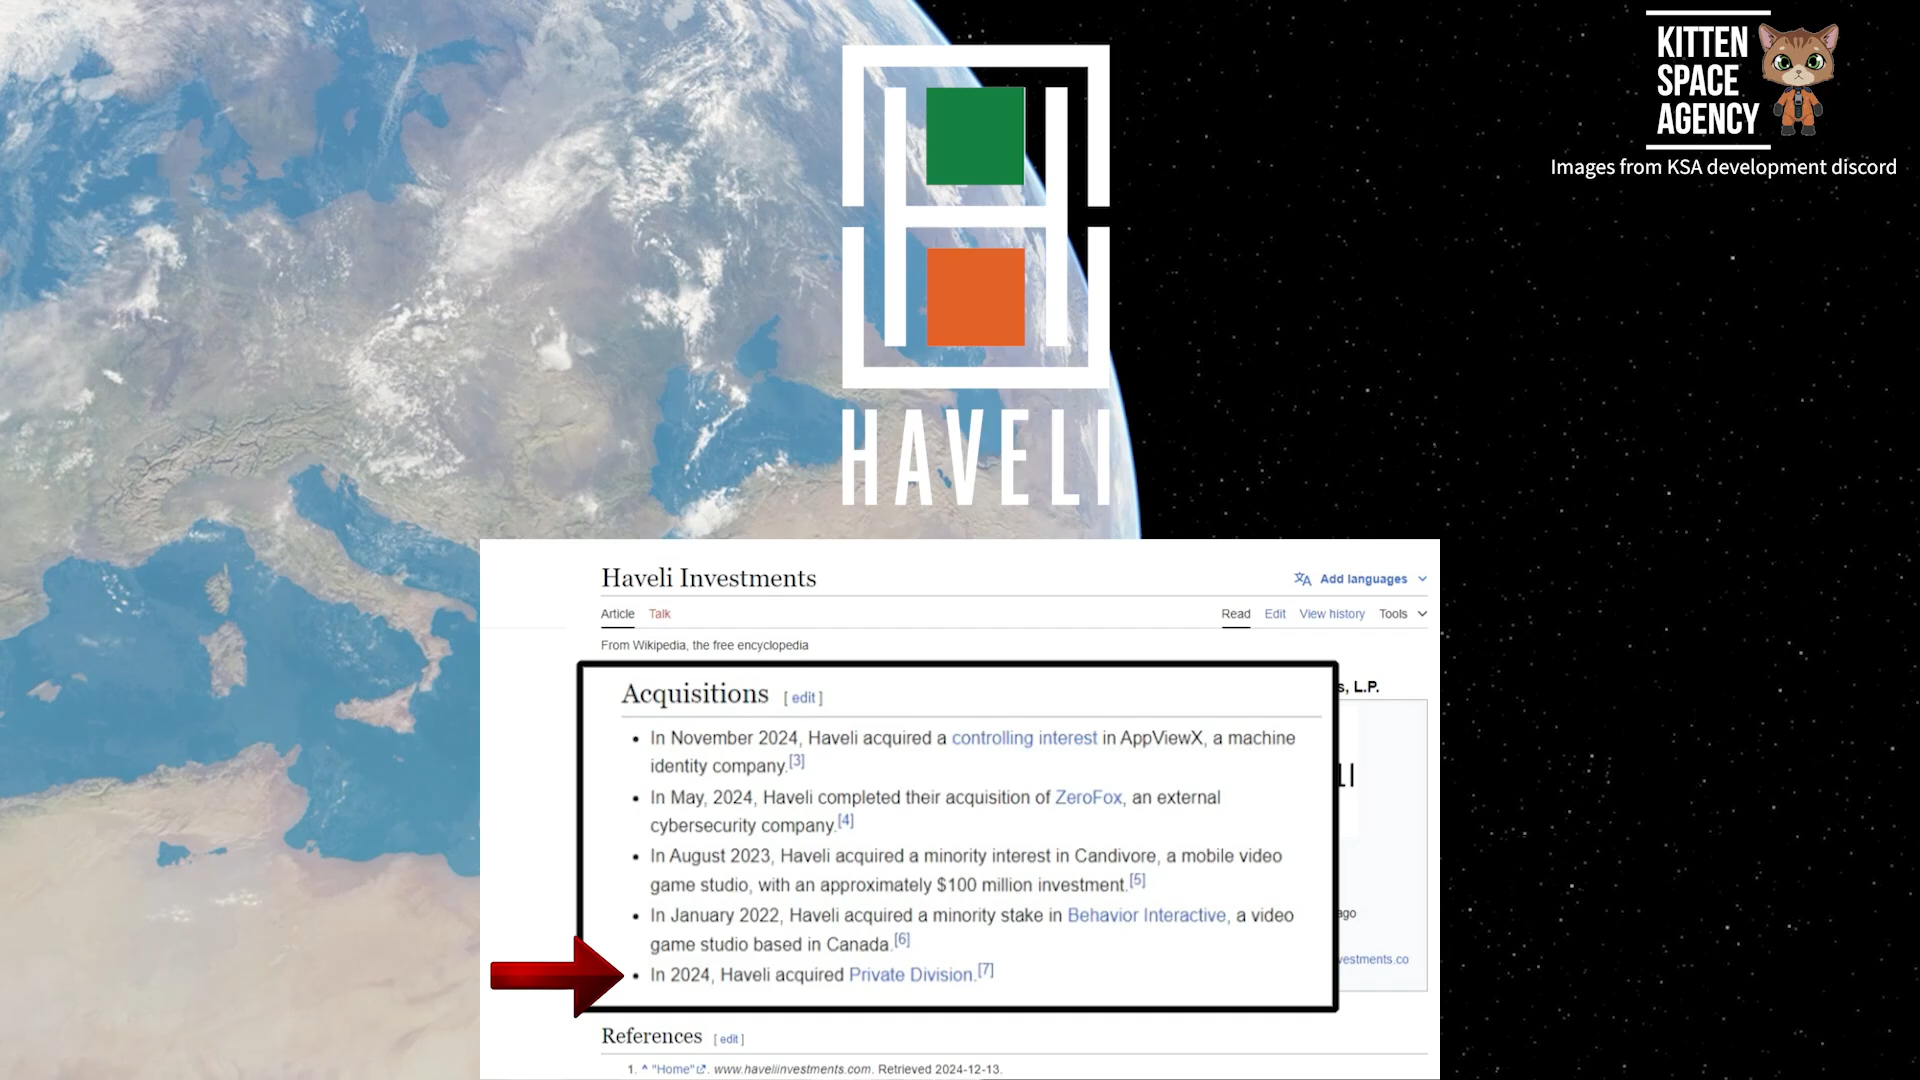 KITTEN
SPACE
AGENCY
Images from KSA development discord
HAVELI
Haveli Investments
Add languages
Article Talk
Read Edit View history Tools
From Wikipedia, the free encyclopedia
Acquisitions [ edit ]
s, L.P.
• In November 2024, Haveli acquired a controlling interest in AppViewX, a machine
identity company.[3]
• In May, 2024, Haveli completed their acquisition of ZeroFox, an external
cybersecurity company.[4]
• In August 2023, Haveli acquired a minority interest in Candivore, a mobile video
game studio, with an approximately $100 million investment.[5]
• In January 2022, Haveli acquired a minority stake in Behavior Interactive, a video
game studio based in Canada.[6]
ago
• In 2024, Haveli acquired Private Division.[7]
vestments.co
References [ edit ]
1. ^ "Home". www.haveliinvestments.com. Retrieved 2024-12-13.